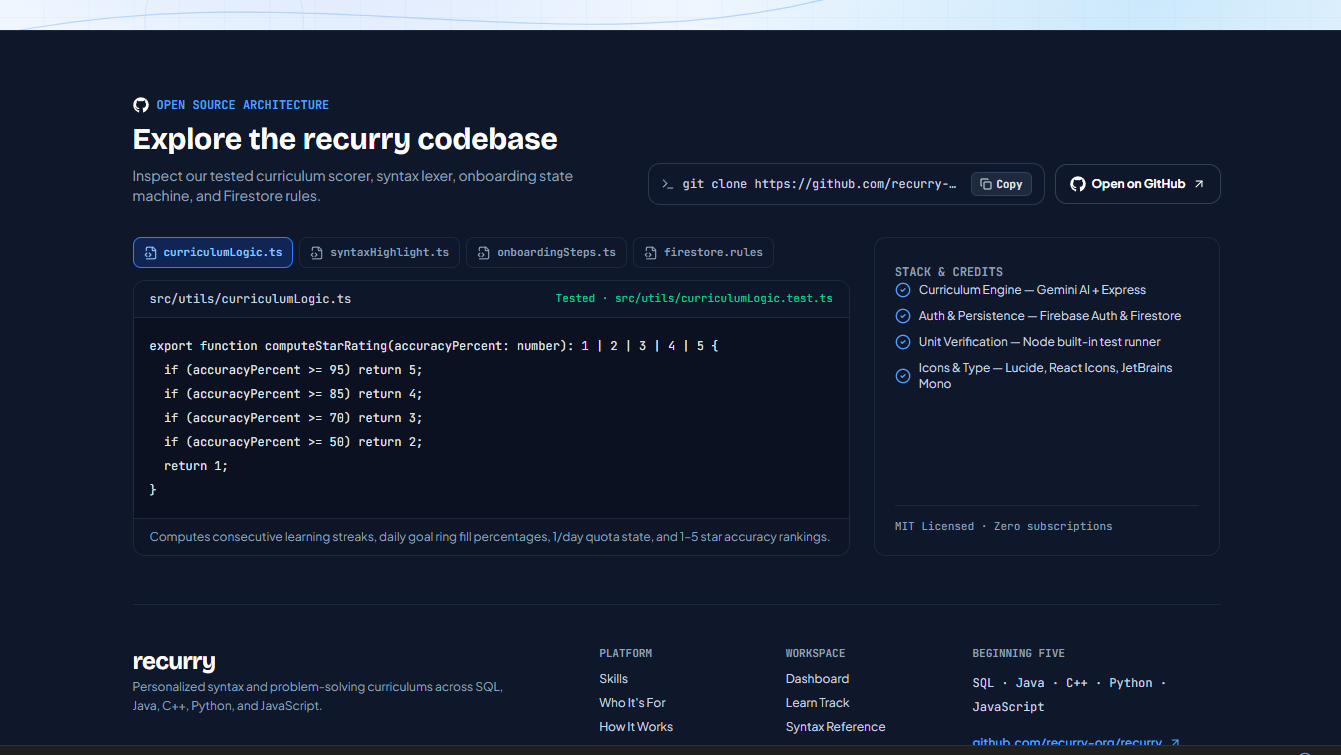 OPEN SOURCE ARCHITECTURE
Explore the recurry codebase
Inspect our tested curriculum scorer, syntax lexer, onboarding state
machine, and Firestore rules.
git clone https://github.com/recurry-… Copy
Open on GitHub
curriculumLogic.ts syntaxHighlight.ts onboardingSteps.ts firestore.rules
src/utils/curriculumLogic.ts Tested · src/utils/curriculumLogic.test.ts
export function computeStarRating(accuracyPercent: number): 1 | 2 | 3 | 4 | 5 {
  if (accuracyPercent >= 95) return 5;
  if (accuracyPercent >= 85) return 4;
  if (accuracyPercent >= 70) return 3;
  if (accuracyPercent >= 50) return 2;
  return 1;
}
Computes consecutive learning streaks, daily goal ring fill percentages, 1/day quota state, and 1–5 star accuracy rankings.
STACK & CREDITS
Curriculum Engine — Gemini AI + Express
Auth & Persistence — Firebase Auth & Firestore
Unit Verification — Node built-in test runner
Icons & Type — Lucide, React Icons, JetBrains
Mono
MIT Licensed · Zero subscriptions
recurry
Personalized syntax and problem-solving curriculums across SQL,
Java, C++, Python, and JavaScript.
PLATFORM
Skills
Who It's For
How It Works
WORKSPACE
Dashboard
Learn Track
Syntax Reference
BEGINNING FIVE
SQL · Java · C++ · Python ·
JavaScript
github.com/recurry-org/recurry